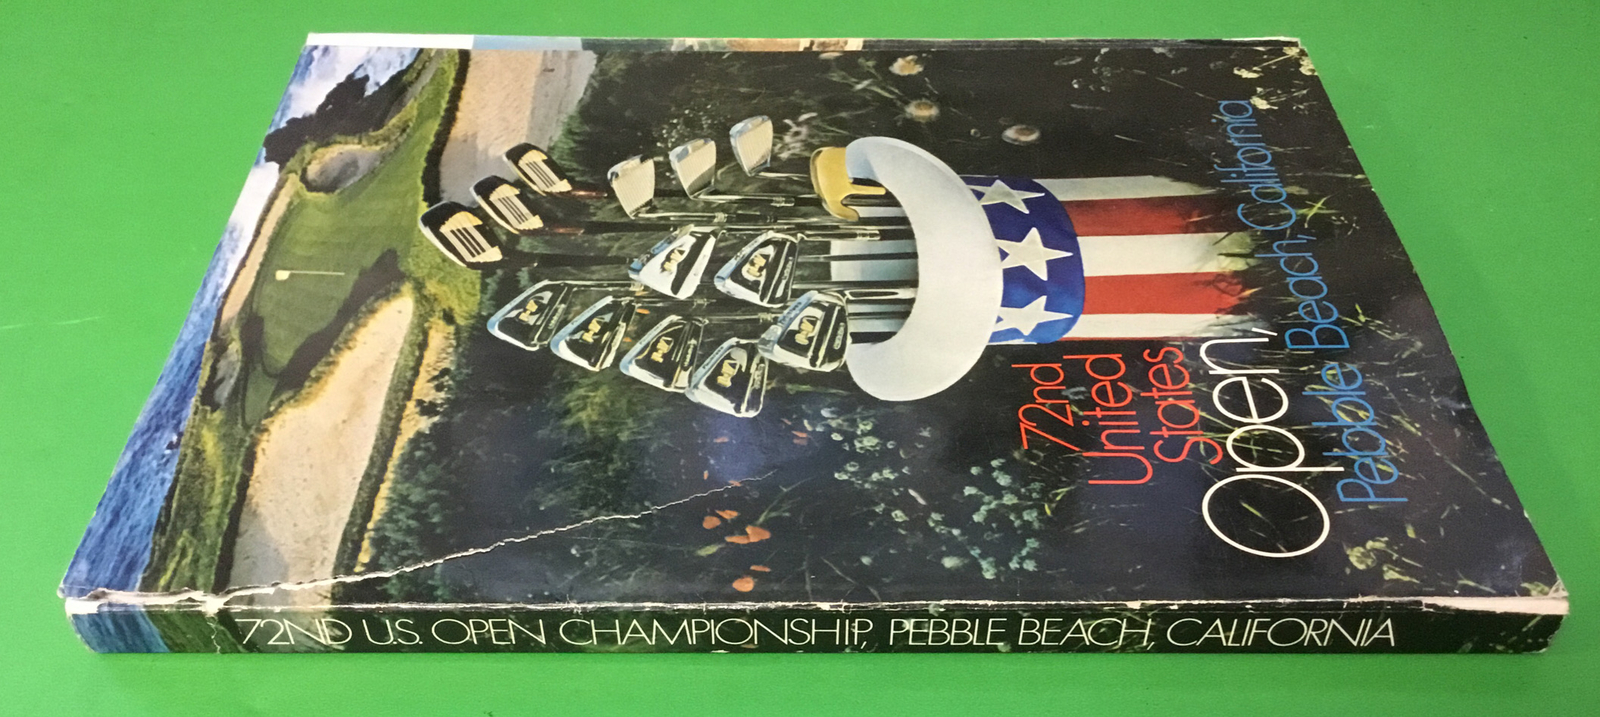 72nd
United
States
Open,
Pebble Beach, California
72ND U.S. OPEN CHAMPIONSHIP, PEBBLE BEACH, CALIFORNIA